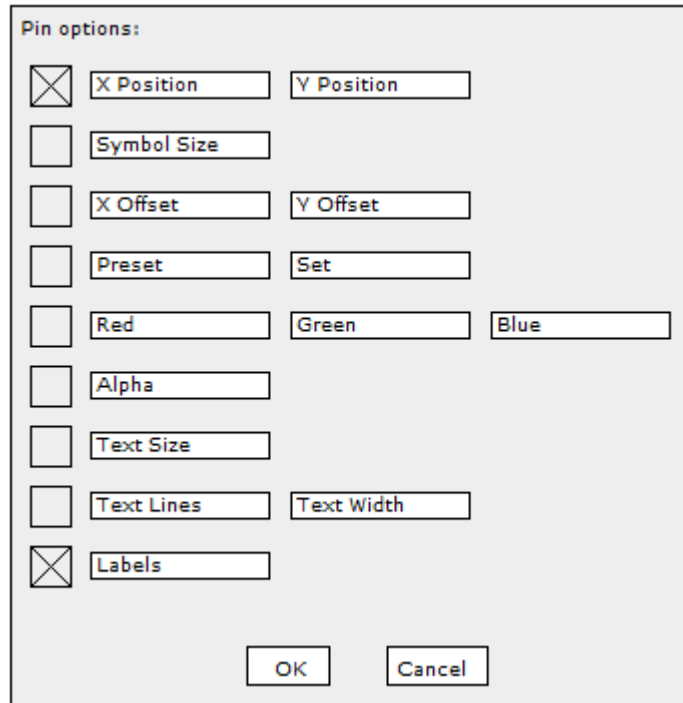 Pin options:
X Position Y Position
Symbol Size
X Offset Y Offset
Preset Set
Red Green Blue
Alpha
Text Size
Text Lines Text Width
Labels
OK Cancel